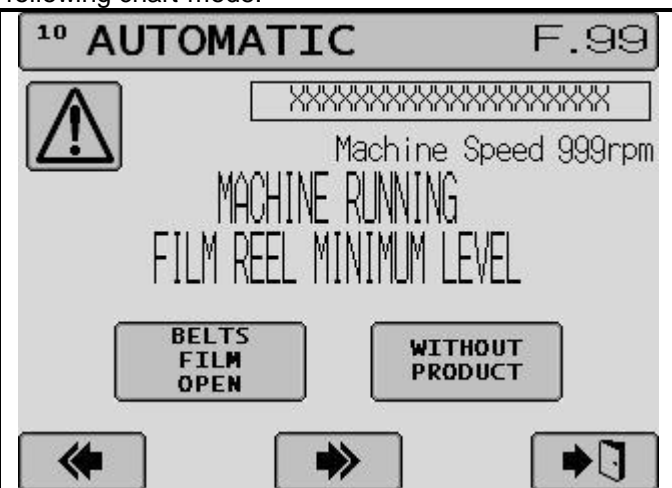 following chart mode:
10 AUTOMATIC F.99
XXXXXXXXXXXXXXXXXXXX
Machine Speed 999rpm
MACHINE RUNNING
FILM REEL MINIMUM LEVEL
BELTS
FILM
OPEN
WITHOUT
PRODUCT